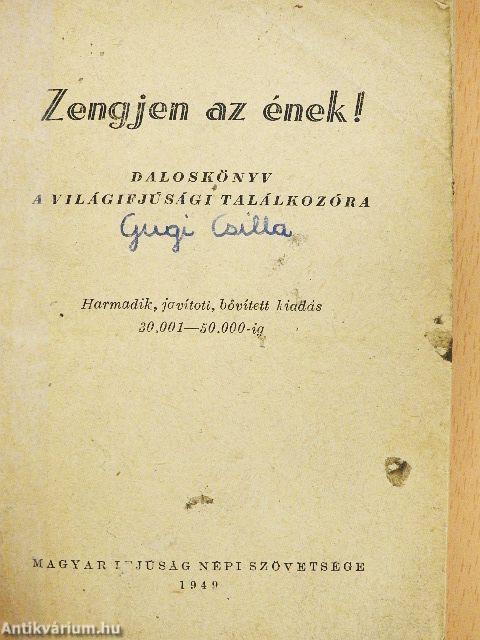 Zengjen az ének!
DALOSKÖNYV
A VILÁGIFJÚSÁGI TALÁLKOZÓRA
Gugi Csilla
Harmadik, javított, bővített kiadás
30.001—50.000-ig
MAGYAR IFJÚSÁG NÉPI SZÖVETSÉGE
1949
Antikvárium.hu